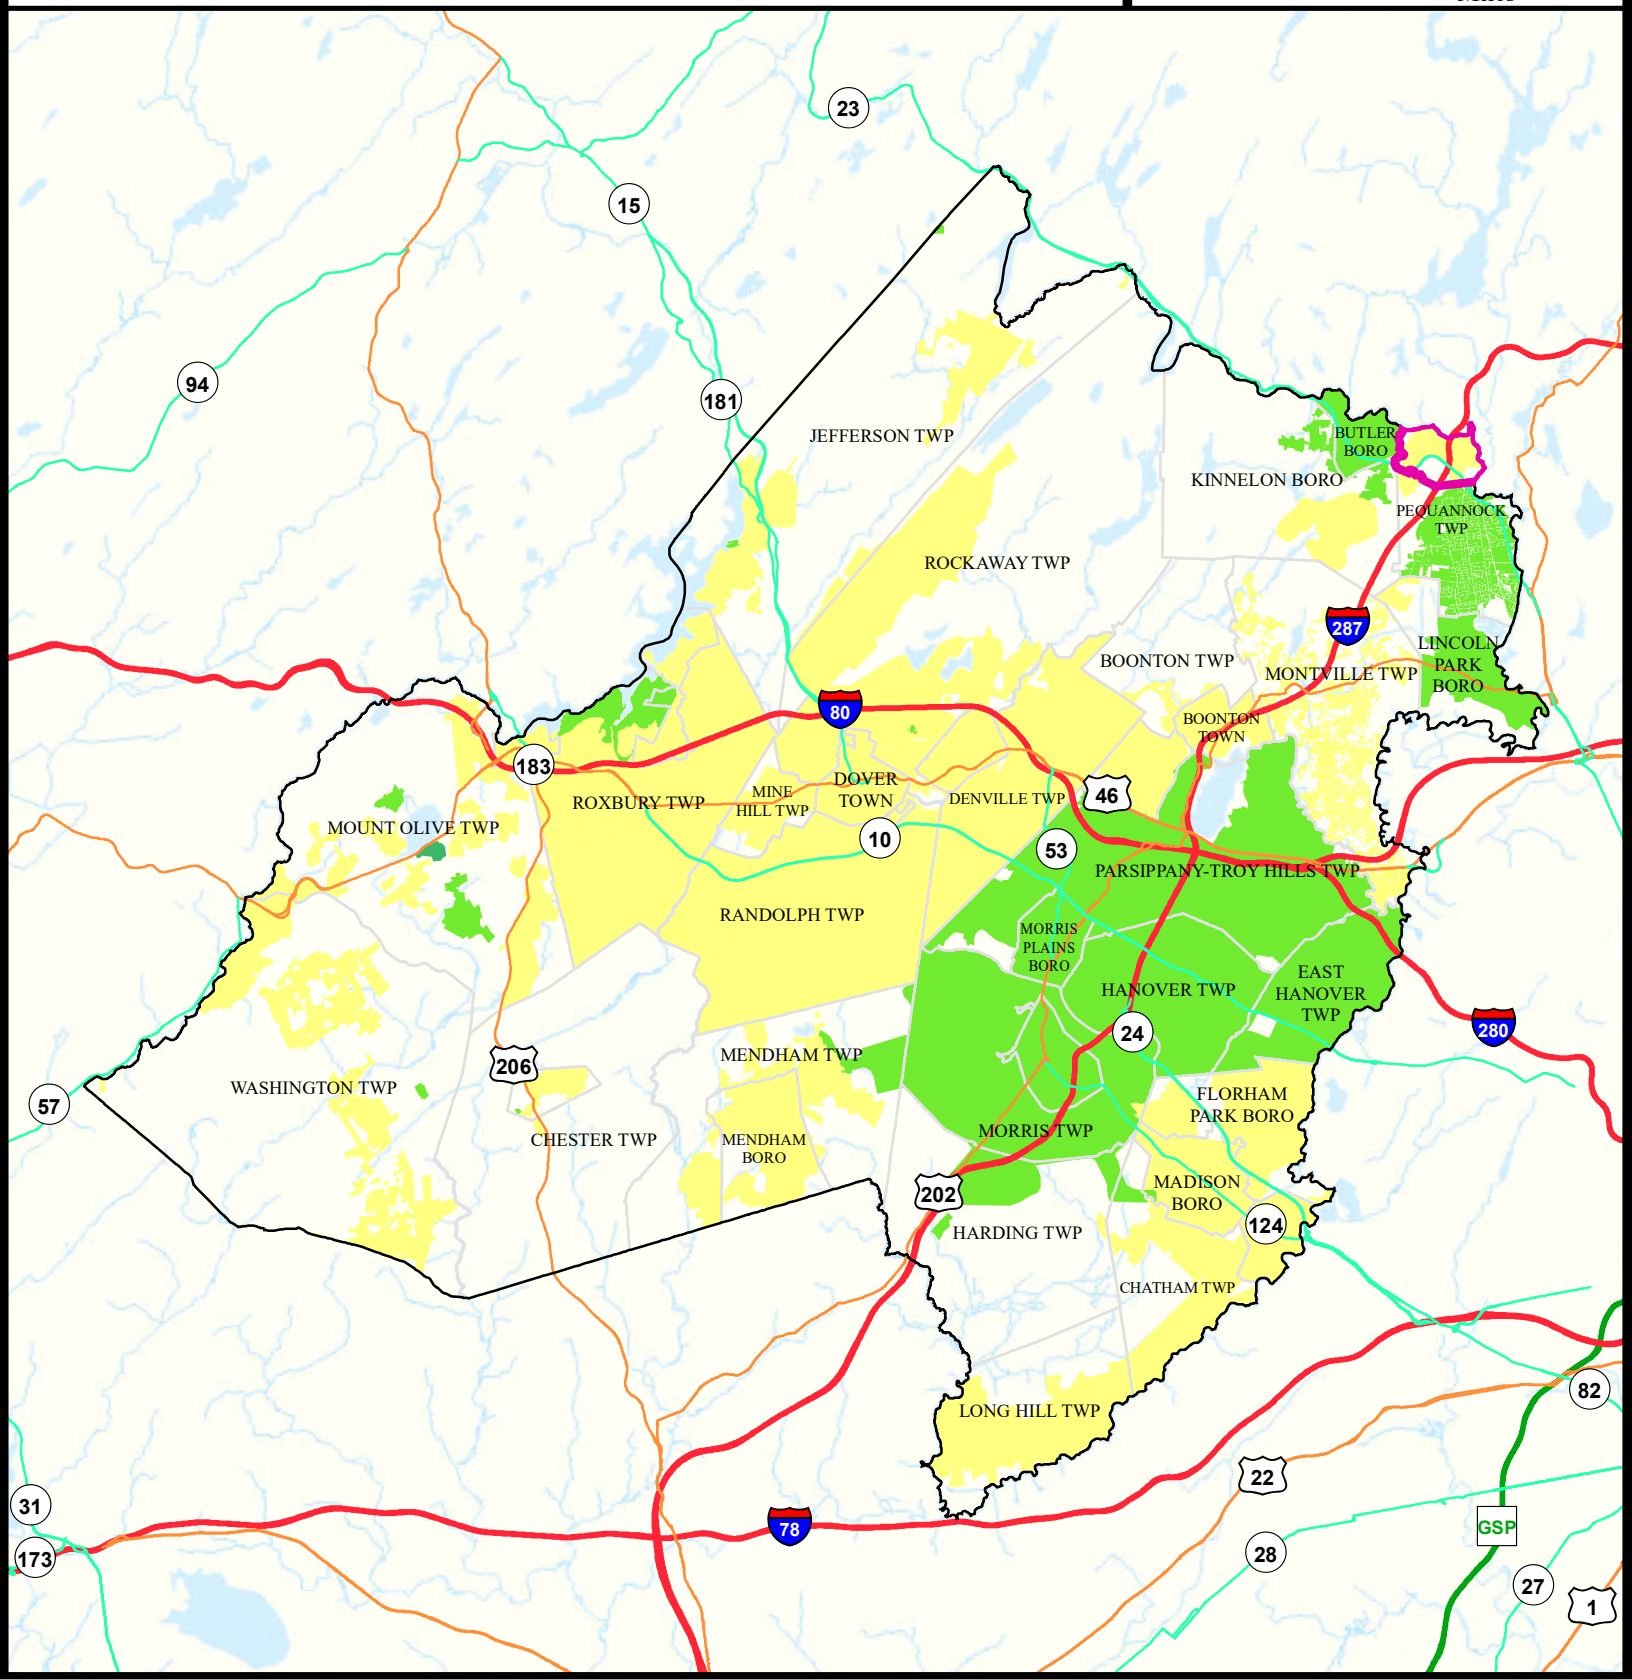 23
15
94
181
JEFFERSON TWP
BUTLER
BORO
KINNELON BORO
PEQUANNOCK
TWP
ROCKAWAY TWP
287
BOONTON TWP
MONTVILLE TWP
LINCOLN
PARK
BORO
80
BOONTON
TOWN
183
ROXBURY TWP
MINE
HILL TWP
DOVER
TOWN
DENVILLE TWP
46
MOUNT OLIVE TWP
10
53
PARSIPPANY-TROY HILLS TWP
RANDOLPH TWP
MORRIS
PLAINS
BORO
HANOVER TWP
EAST
HANOVER
TWP
24
280
MENDHAM TWP
206
WASHINGTON TWP
57
FLORHAM
PARK BORO
CHESTER TWP
MENDHAM
BORO
MORRIS TWP
202
MADISON
BORO
124
HARDING TWP
CHATHAM TWP
82
LONG HILL TWP
22
31
78
GSP
173
28
27
1